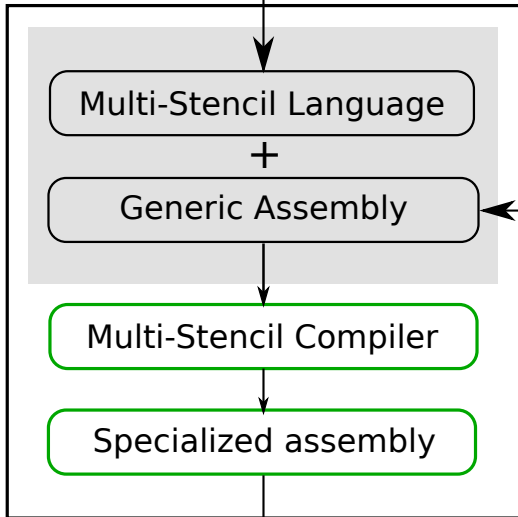 Multi-Stencil Language
+
Generic Assembly
Multi-Stencil Compiler
Specialized assembly